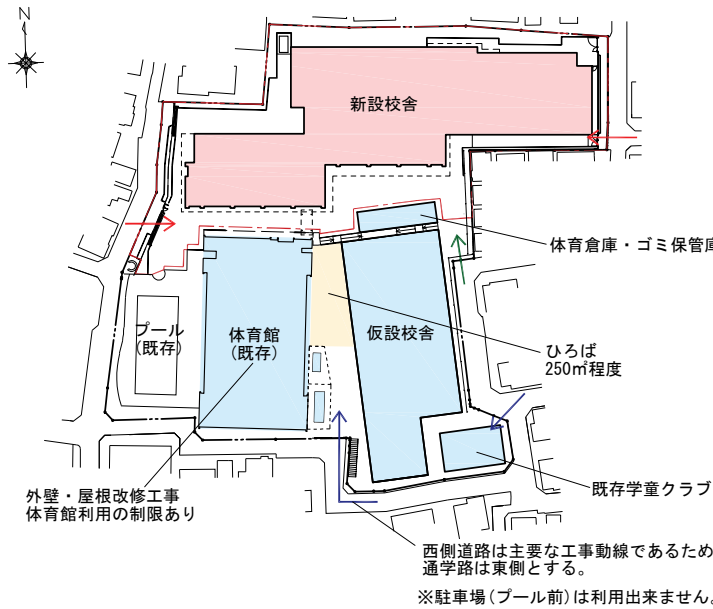 N
新設校舎
体育倉庫・ゴミ保管庫
プール
(既存)
体育館
(既存)
仮設校舎
ひろば
250㎡程度
外壁・屋根改修工事
体育館利用の制限あり
既存学童クラブ
西側道路は主要な工事動線であるため
通学路は東側とする。
※駐車場(プール前)は利用出来ません。